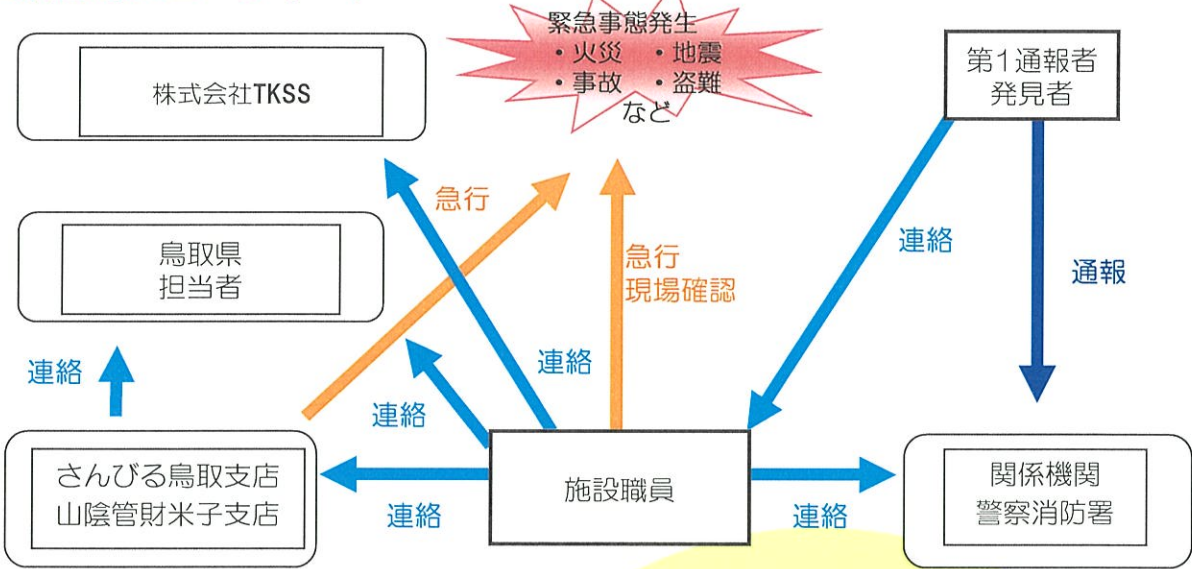 緊急事態発生
・火災 ・地震
・事故 ・盗難
など
株式会社TKSS
第1通報者
発見者
急行
鳥取県
担当者
急行
現場確認
連絡
通報
連絡
連絡
連絡
さんびる鳥取支店
山陰管財米子支店
連絡
施設職員
連絡
関係機関
警察消防署